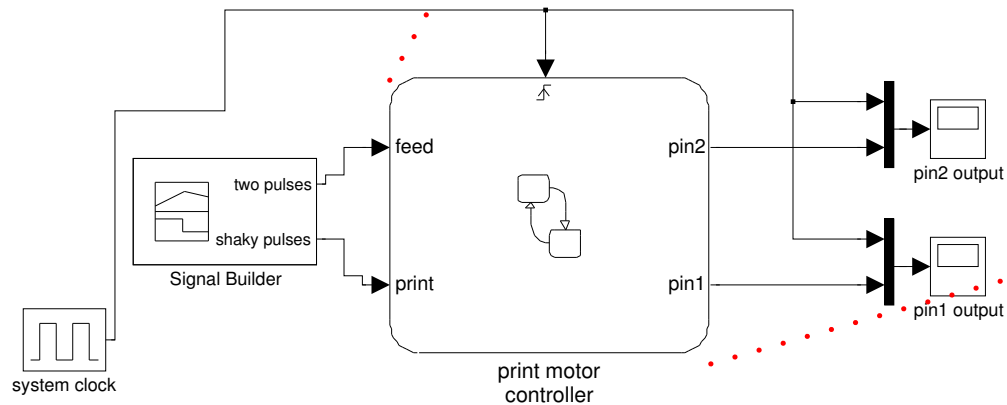 feed
pin2
two pulses
pin2 output
shaky pulses
Signal Builder
print
pin1
pin1 output
system clock
print motor
controller